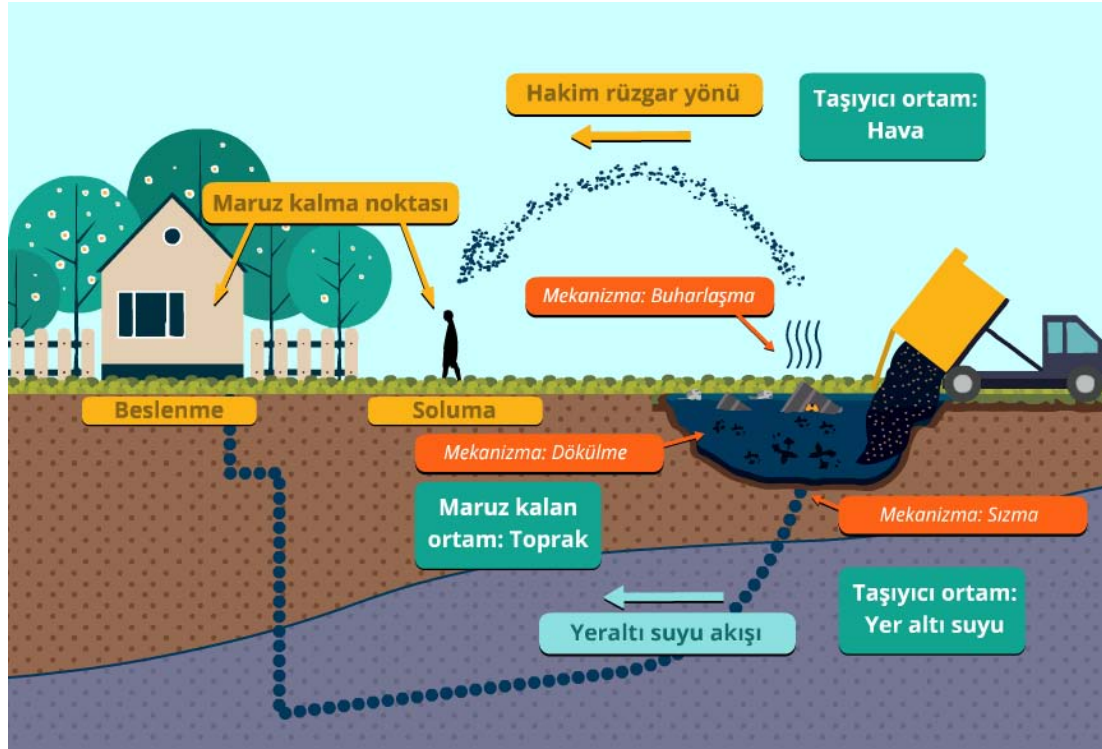 Hakim rüzgar yönü
Taşıyıcı ortam:
Hava
Maruz kalma noktası
Mekanizma: Buharlaşma
Beslenme
Soluma
Mekanizma: Dökülme
Maruz kalan
ortam: Toprak
Mekanizma: Sızma
Taşıyıcı ortam:
Yer altı suyu
Yeraltı suyu akışı